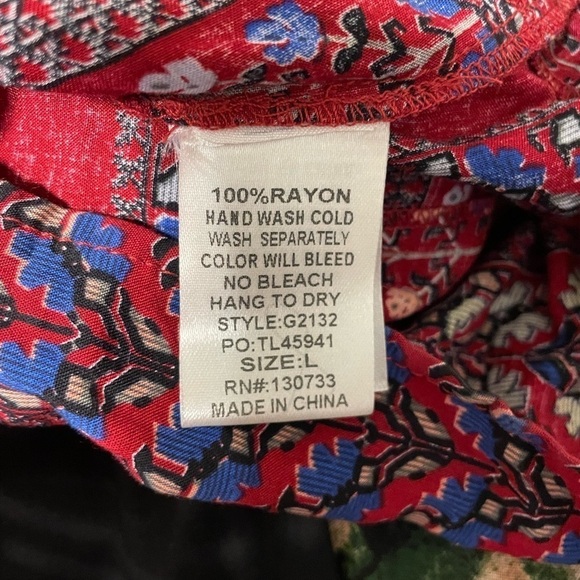 100%RAYON
HAND WASH COLD
WASH SEPARATELY
COLOR WILL BLEED
NO BLEACH
HANG TO DRY
STYLE:G2132
PO:TL45941
SIZE:L
RN#:130733
MADE IN CHINA